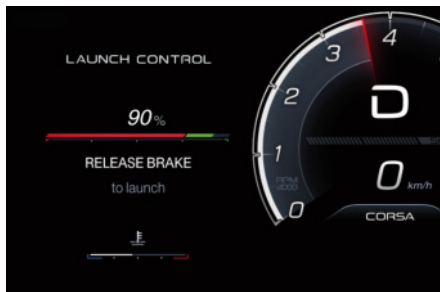 LAUNCH CONTROL
90%
RELEASE BRAKE
to launch
0
1
2
3
4
RPM
x1000
D
0 km/h
CORSA